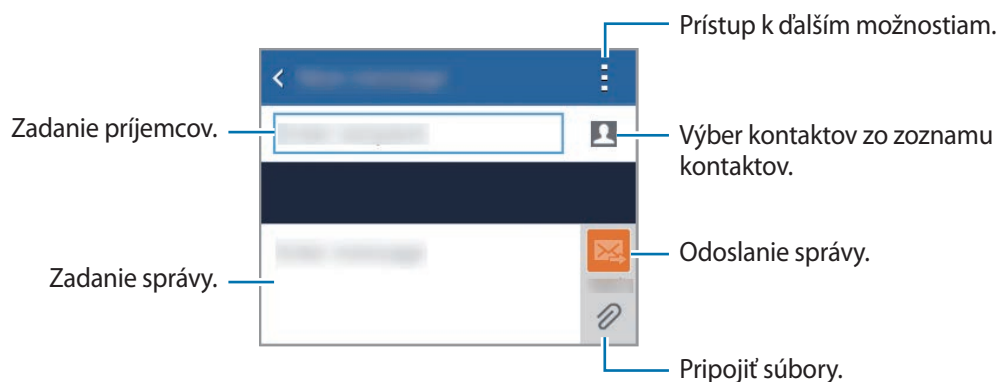 Prístup k ďalším možnostiam.
Zadanie príjemcov.
Výber kontaktov zo zoznamu
kontaktov.
Odoslanie správy.
Zadanie správy.
Pripojiť súbory.